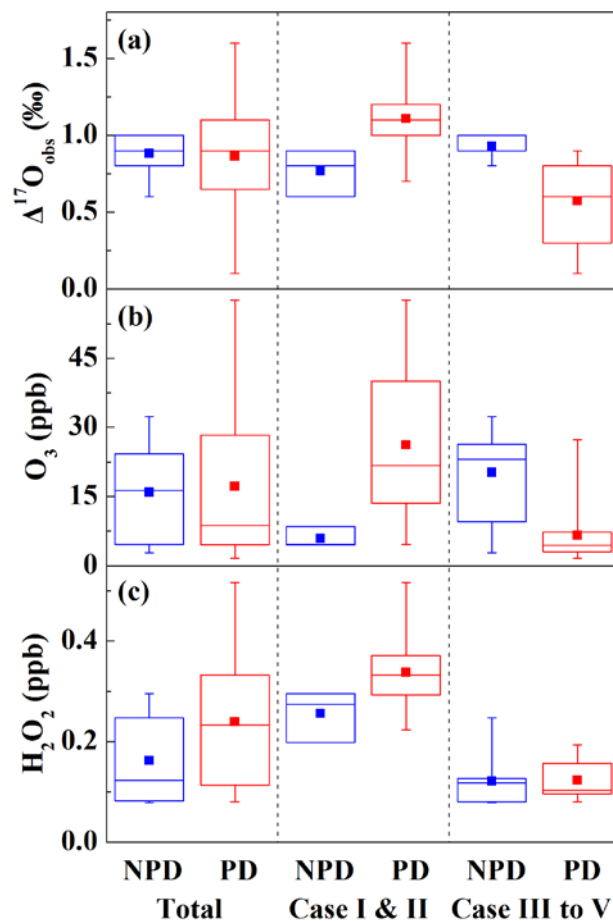 (a)
1.5
1.0
0.5
0.0
Δ¹⁷O_obs (‰)
(b)
45
30
15
0
O₃ (ppb)
(c)
0.4
0.2
0.0
H₂O₂ (ppb)
NPD PD NPD PD NPD PD
Total Case I & II Case III to V